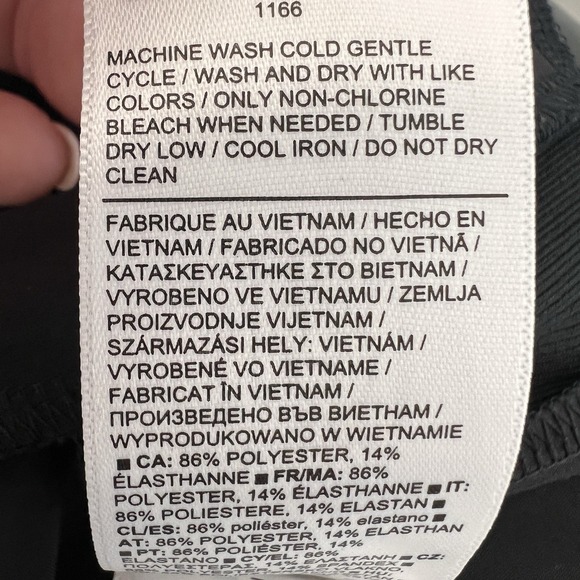 1166
MACHINE WASH COLD GENTLE
CYCLE / WASH AND DRY WITH LIKE
COLORS / ONLY NON-CHLORINE
BLEACH WHEN NEEDED / TUMBLE
DRY LOW / COOL IRON / DO NOT DRY
CLEAN
FABRIQUE AU VIETNAM / HECHO EN
VIETNAM / FABRICADO NO VIETNÃ /
ΚΑΤΑΣΚΕΥΑΣΤΗΚΕ ΣΤΟ ΒΙΕΤΝΑΜ /
VYROBENO VE VIETNAMU / ZEMLJA
PROIZVODNJE VIJETNAM /
SZÁRMAZÁSI HELY: VIETNÁM /
VYROBENÉ VO VIETNAME /
FABRICAT ÎN VIETNAM /
ПРОИЗВЕДЕНО ВЪВ ВИЕТНАМ /
WYPRODUKOWANO W WIETNAMIE
■ CA: 86% POLYESTER, 14%
ÉLASTHANNE ■ FR/MA: 86%
POLYESTER, 14% ÉLASTHANNE ■ IT:
86% POLIESTERE, 14% ELASTAN ■
CL/ES: 86% poliéster, 14% elastano ■
AT: 86% POLYESTER, 14% ELASTHAN
■ PT: 86% POLIÉSTER, 14%
ELASTANO ■ CY/EL: 86%